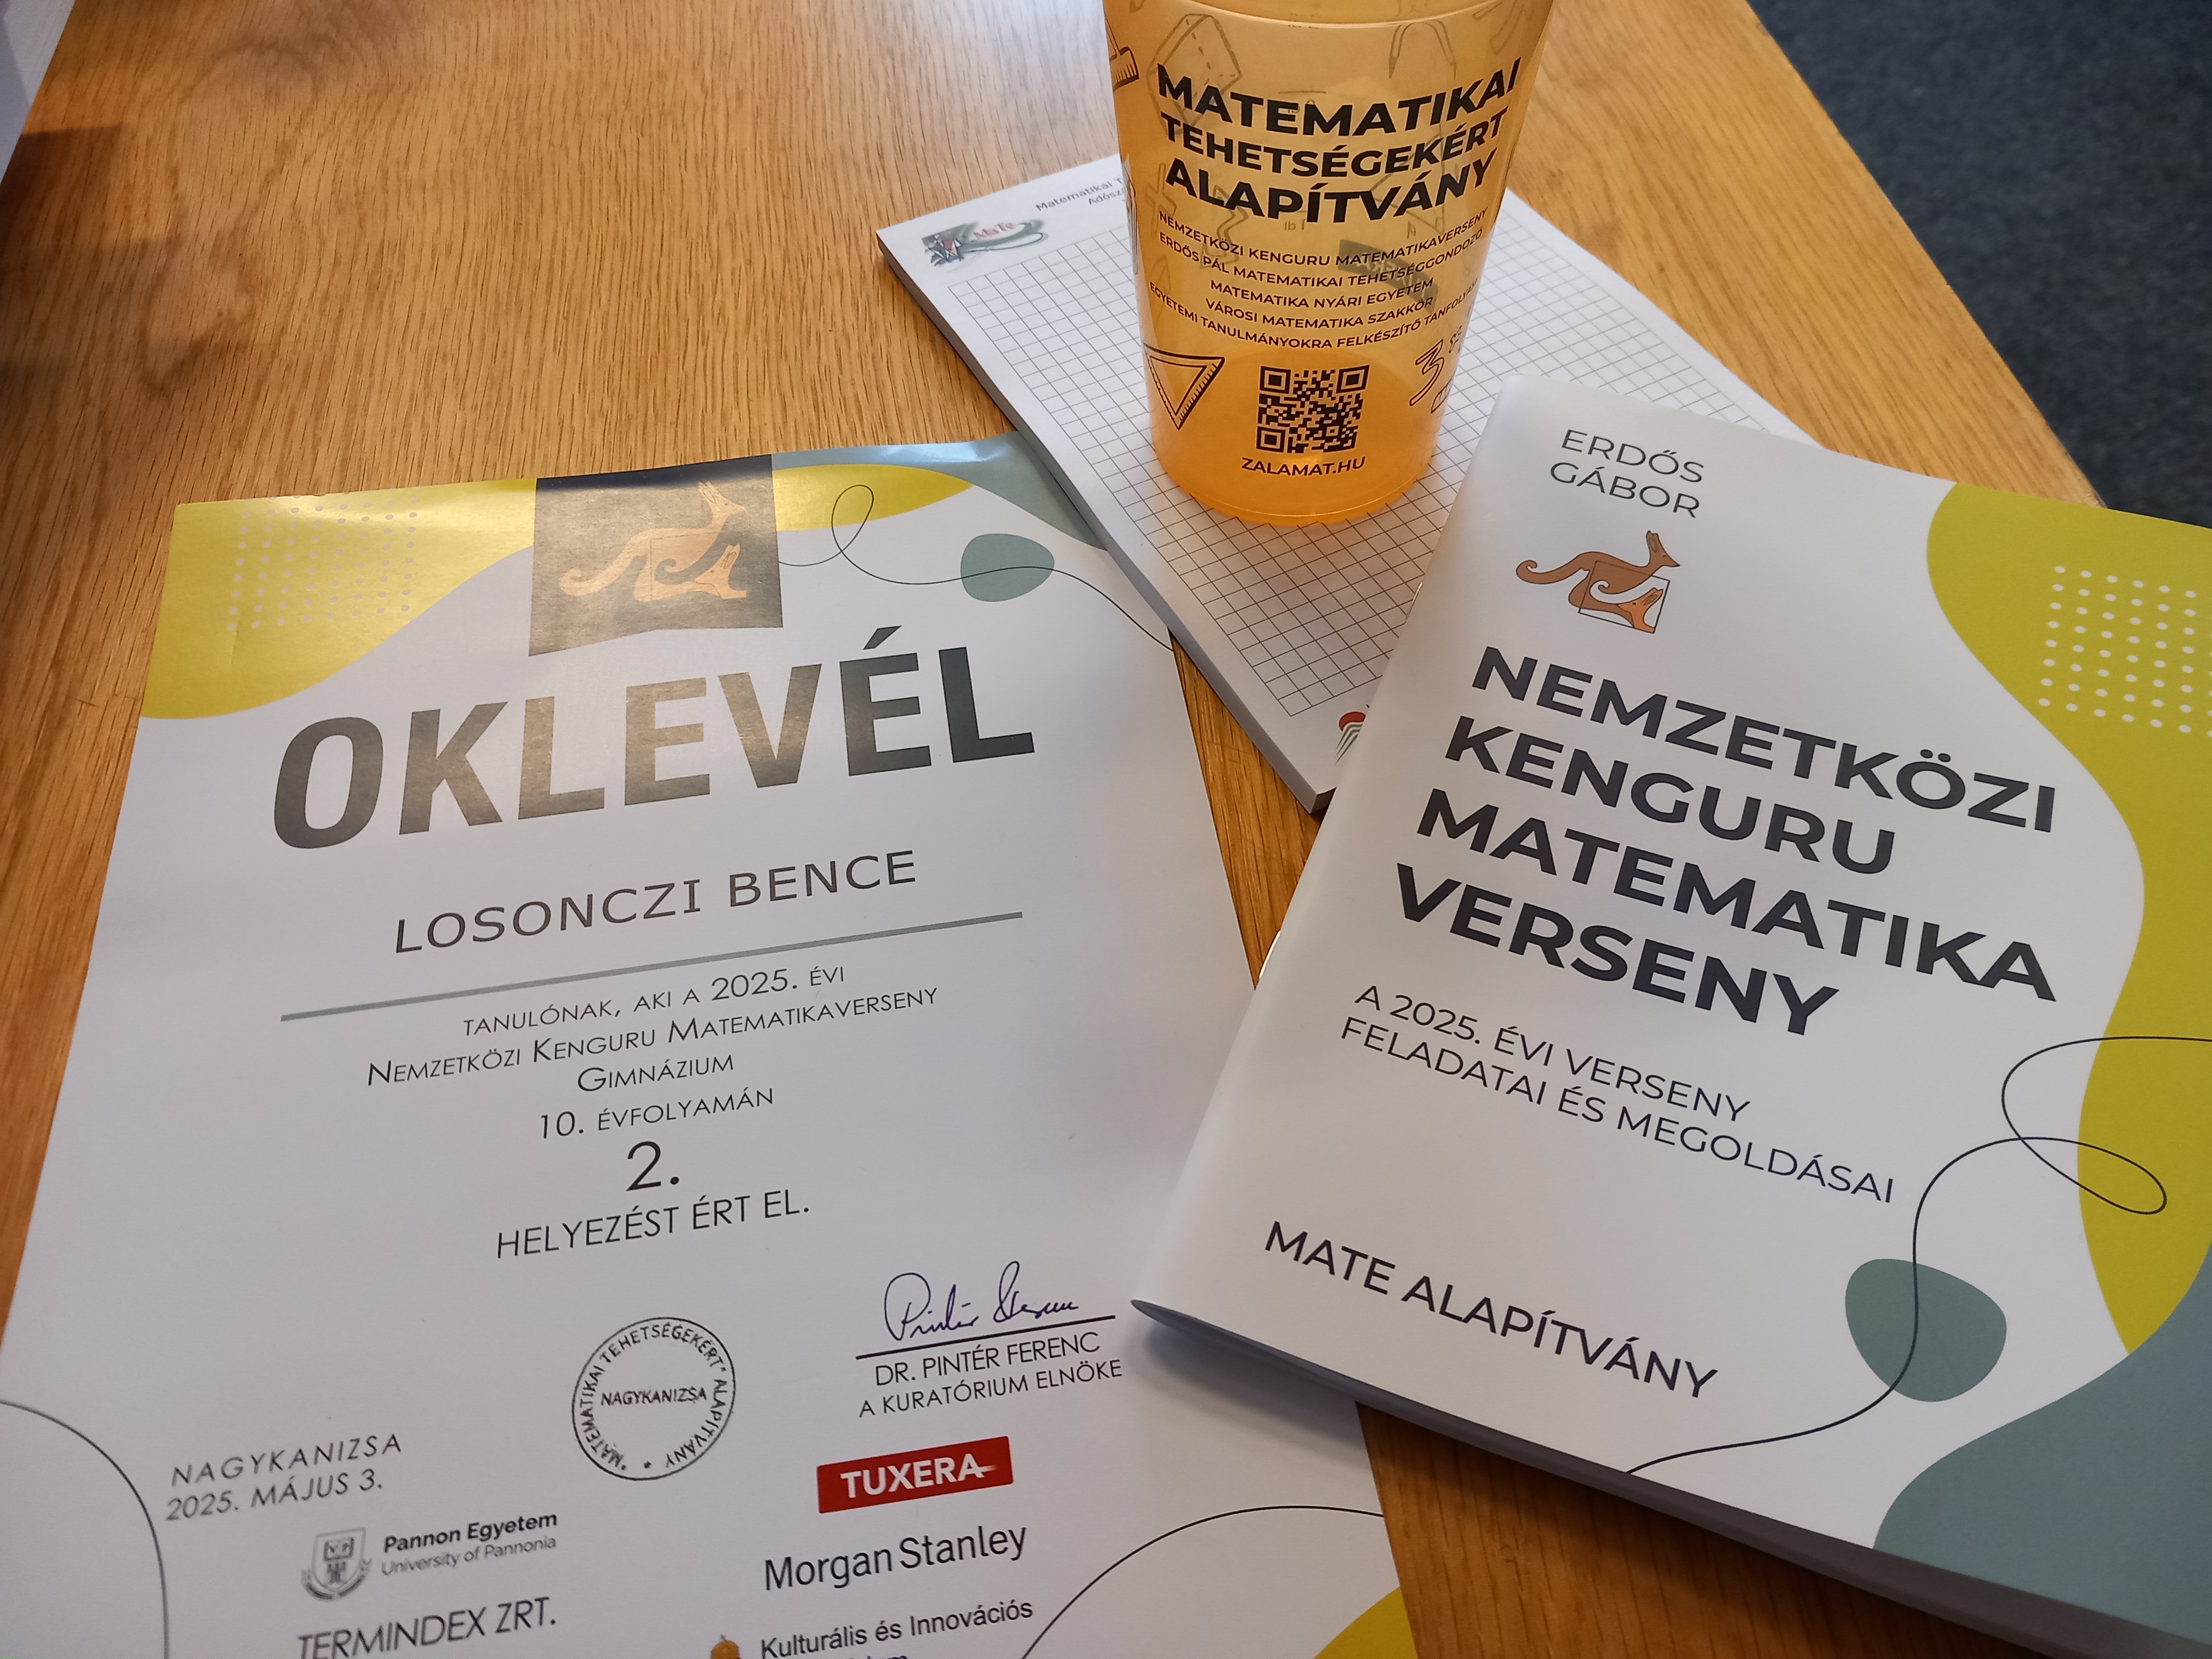 MATEMATIKAI
TEHETSÉGEKÉRT
ALAPÍTVÁNY
NEMZETKÖZI KENGURU MATEMATIKAVERSENY
ERDŐS PÁL MATEMATIKAI TEHETSÉGGONDOZÓ
MATEMATIKA NYÁRI EGYETEM
VÁROSI MATEMATIKA SZAKKÖR
EGYETEMI TANULMÁNYOKRA FELKÉSZÍTŐ TANFOLYAM
ZALAMAT.HU
Matematikai
MaTe
OKLEVÉL
LOSONCZI BENCE
TANULÓNAK, AKI A 2025. ÉVI
NEMZETKÖZI KENGURU MATEMATIKAVERSENY
GIMNÁZIUM
10. ÉVFOLYAMÁN
2.
HELYEZÉST ÉRT EL.
DR. PINTÉR FERENC
A KURATÓRIUM ELNÖKE
MATEMATIKAI TEHETSÉGEKÉRT ALAPÍTVÁNY
NAGYKANIZSA
NAGYKANIZSA
2025. MÁJUS 3.
TUXERA
Pannon Egyetem
University of Pannonia
Morgan Stanley
TERMINDEX ZRT.
Kulturális és Innovációs
ERDŐS
GÁBOR
NEMZETKÖZI
KENGURU
MATEMATIKA
VERSENY
A 2025. ÉVI VERSENY
FELADATAI ÉS MEGOLDÁSAI
MATE ALAPÍTVÁNY